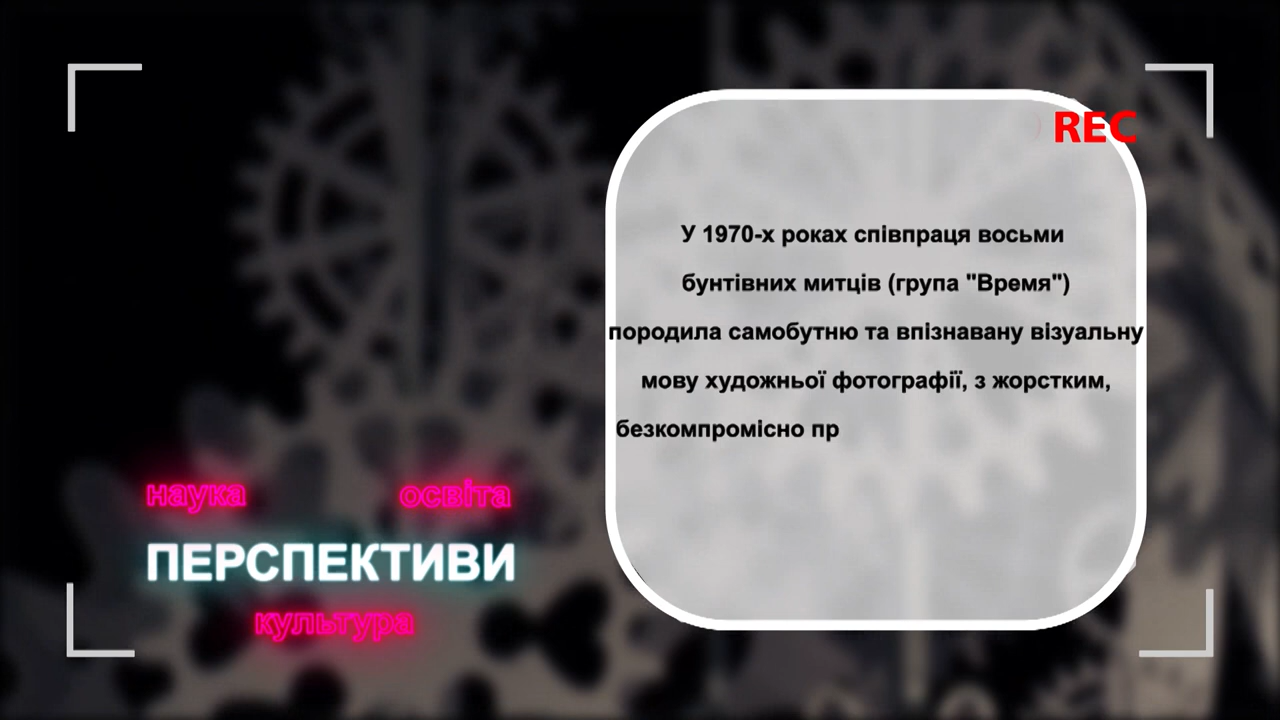 REC
У 1970-х роках співпраця восьми
бунтівних митців (група "Время")
породила самобутню та впізнавану візуальну
мову художньої фотографії, з жорстким,
безкомпромісно пр
наука
освіта
ПЕРСПЕКТИВИ
культура